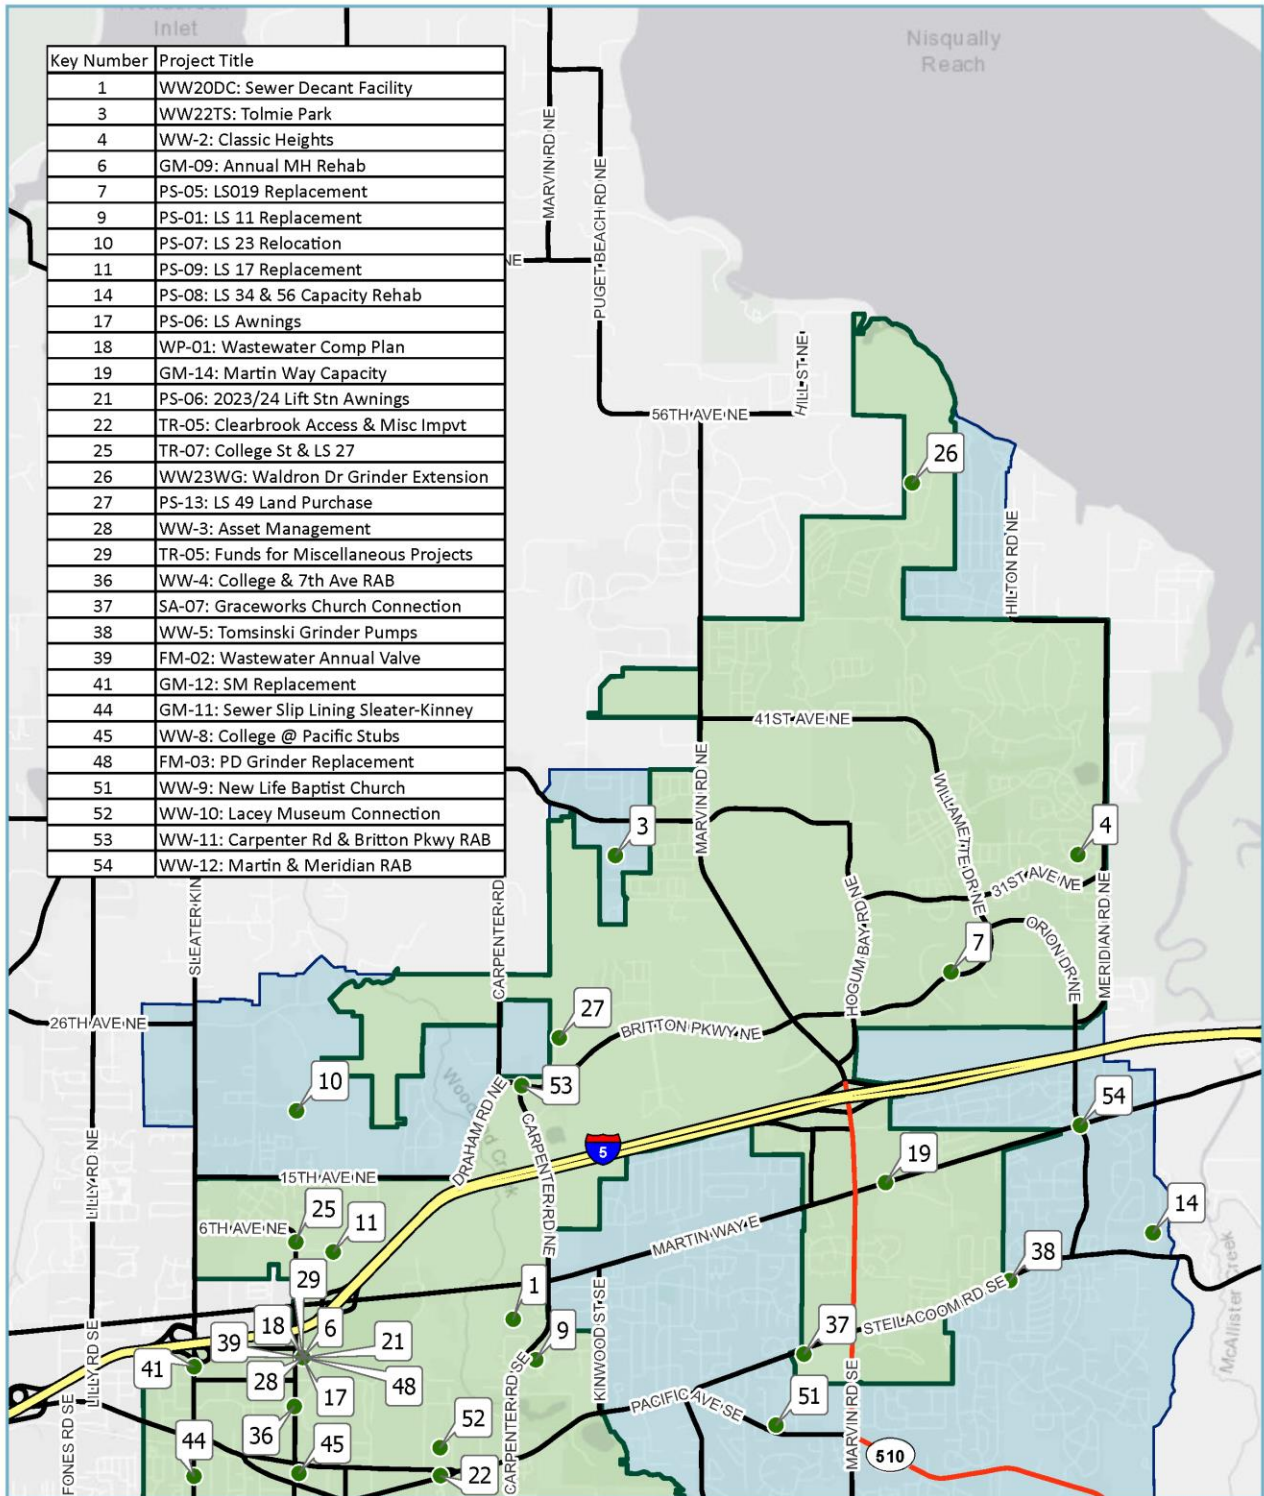 Henderson
Inlet
Nisqually
Reach
Key Number Project Title
1 WW20DC: Sewer Decant Facility
3 WW22TS: Tolmie Park
4 WW-2: Classic Heights
6 GM-09: Annual MH Rehab
7 PS-05: LS019 Replacement
9 PS-01: LS 11 Replacement
10 PS-07: LS 23 Relocation
11 PS-09: LS 17 Replacement
14 PS-08: LS 34 & 56 Capacity Rehab
17 PS-06: LS Awnings
18 WP-01: Wastewater Comp Plan
19 GM-14: Martin Way Capacity
21 PS-06: 2023/24 Lift Stn Awnings
22 TR-05: Clearbrook Access & Misc Impvt
25 TR-07: College St & LS 27
26 WW23WG: Waldron Dr Grinder Extension
27 PS-13: LS 49 Land Purchase
28 WW-3: Asset Management
29 TR-05: Funds for Miscellaneous Projects
36 WW-4: College & 7th Ave RAB
37 SA-07: Graceworks Church Connection
38 WW-5: Tomsinski Grinder Pumps
39 FM-02: Wastewater Annual Valve
41 GM-12: SM Replacement
44 GM-11: Sewer Slip Lining Sleater-Kinney
45 WW-8: College @ Pacific Stubs
48 FM-03: PD Grinder Replacement
51 WW-9: New Life Baptist Church
52 WW-10: Lacey Museum Connection
53 WW-11: Carpenter Rd & Britton Pkwy RAB
54 WW-12: Martin & Meridian RAB
MARVIN RD NE
PUGET BEACH RD NE
NE
HILL ST NE
56TH AVE NE
26
HILTON RD NE
41ST AVE NE
MARVIN RD NE
WILLAMETTE DR NE
3
4
31ST AVE NE
HOGUM BAY RD NE
ORION DR NE
MERIDIAN RD NE
7
SLEATER KIN
CARPENTER RD
26TH AVE NE
27
BRITTON PKWY NE
10
53
DRAHAM RD NE
CARPENTER RD NE
54
5
LILLY RD NE
15TH AVE NE
19
6TH AVE NE
25
11
MARTIN WAY E
14
38
29
1
STEILACOOM RD SE
McAllister Creek
18
6
21
9
37
39
41
28
17
48
LILLY RD SE
KINWOOD ST SE
CARPENTER RD SE
PACIFIC AVE SE
51
MARVIN RD SE
36
52
44
45
22
510
FONES RD SE